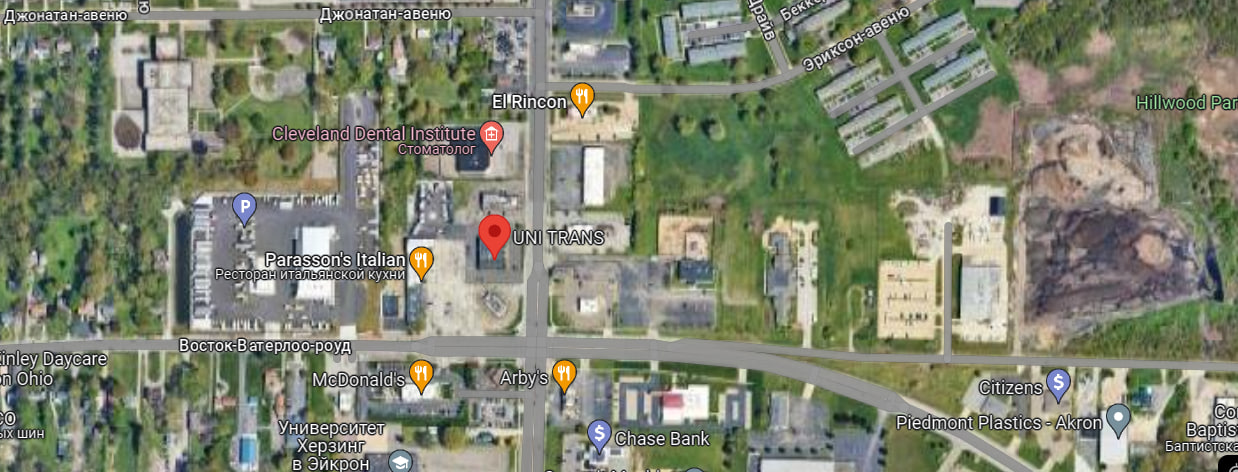 Джонатан-авеню
Джонатан-авеню
Драйв
Эриксон-авеню
El Rincon
Hillwood Par
Cleveland Dental Institute
Стоматолог
P
UNI TRANS
Parasson's Italian
Ресторан итальянской кухни
Восток-Ватерлоо-роуд
inley Daycare
on Ohio
McDonald's
Arby's
Citizens
Piedmont Plastics - Akron
Университет
Херзинг
в Эйкрон
Chase Bank
Baptis
Баптистска
ых шин